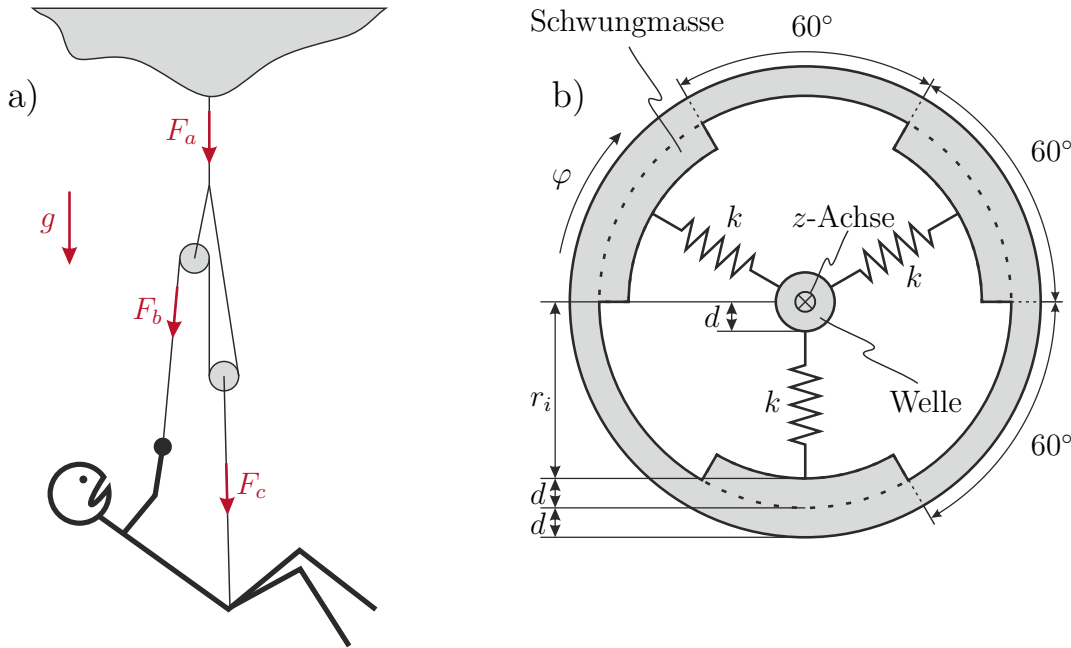 a)
F_a
g
F_b
F_c
b)
Schwungmasse
60°
60°
φ
k
z-Achse
k
d
r_i
k
Welle
60°
d
d